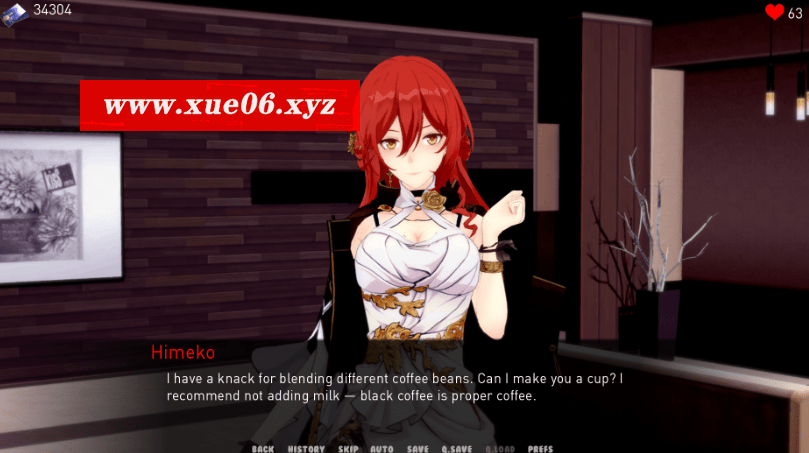 34304
63
www.xue06.xyz
Himeko
I have a knack for blending different coffee beans. Can I make you a cup? I
recommend not adding milk — black coffee is proper coffee.
BACK HISTORY SKIP AUTO SAVE Q.SAVE Q.LOAD PREFS